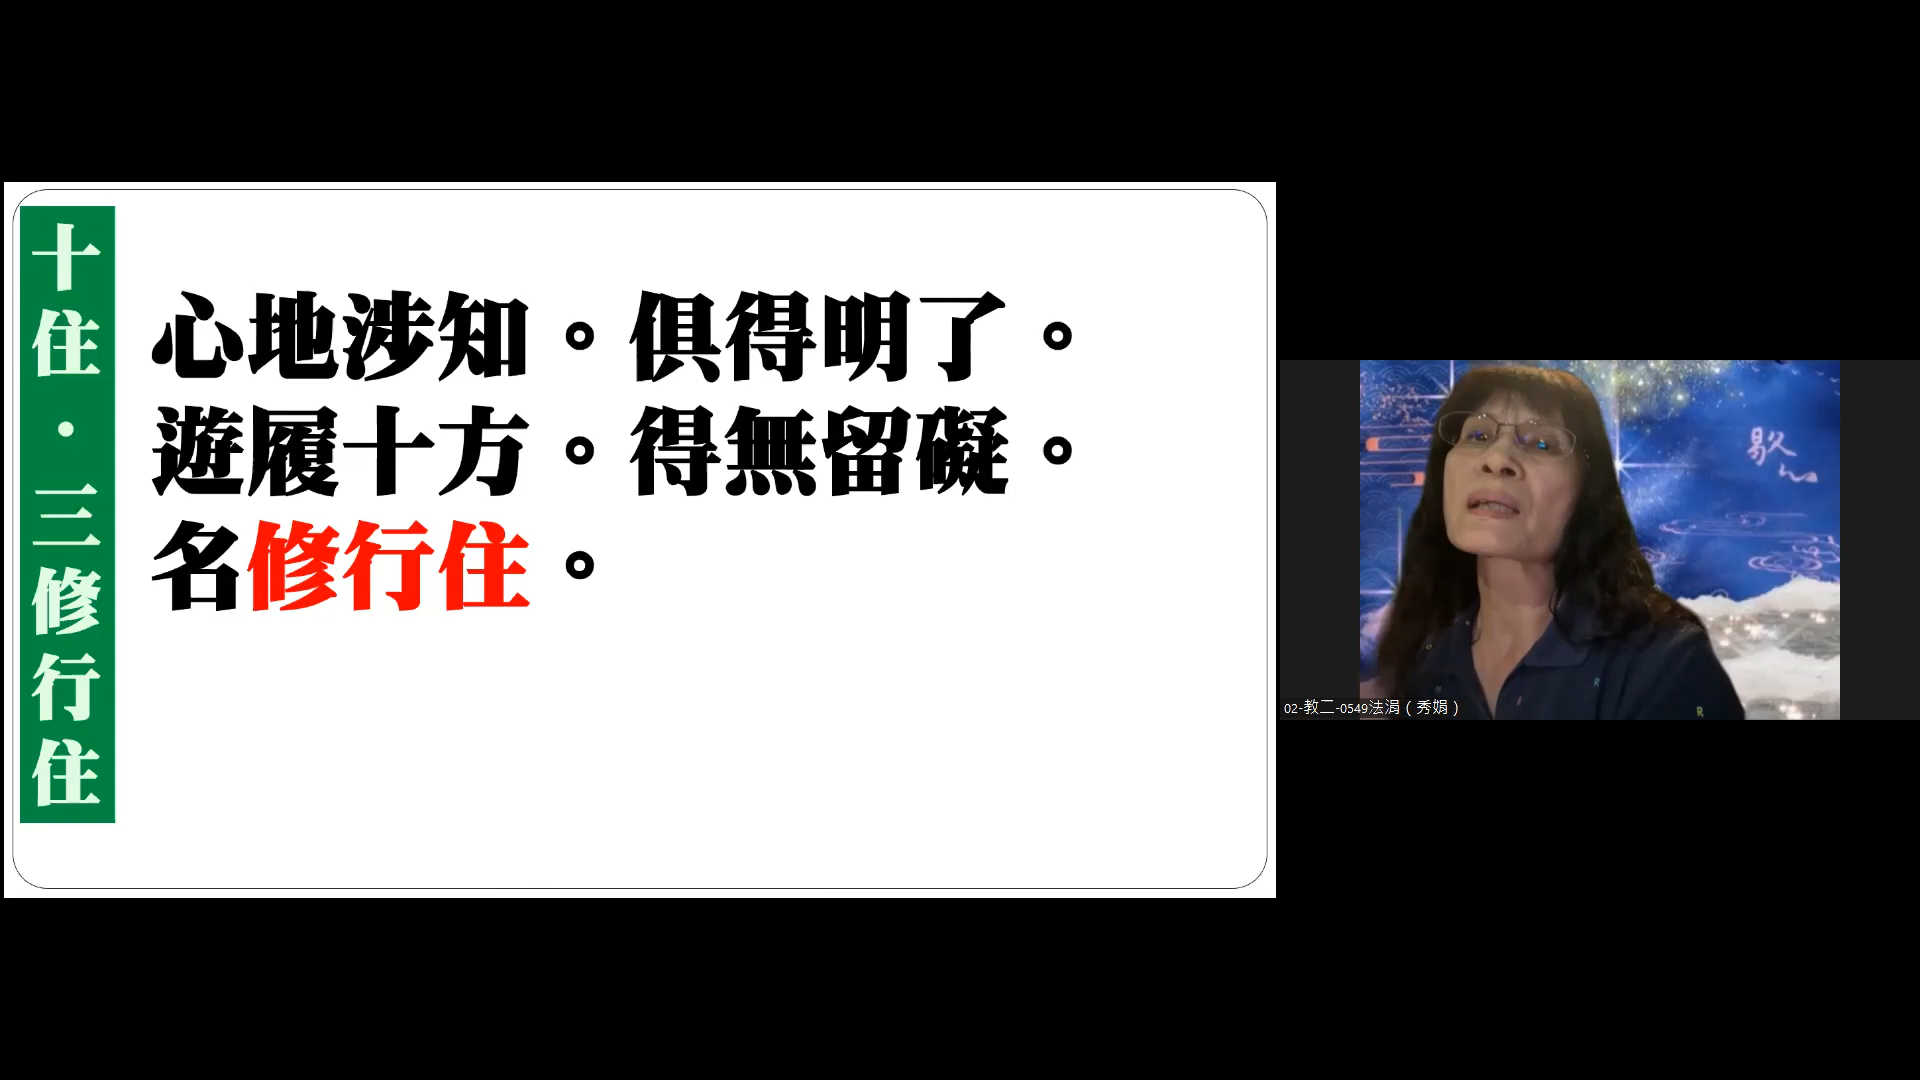 十住·三修行住
心地涉知。俱得明了。
遊履十方。得無留礙。
名修行住。
02-教二-0549法涓（秀娟）